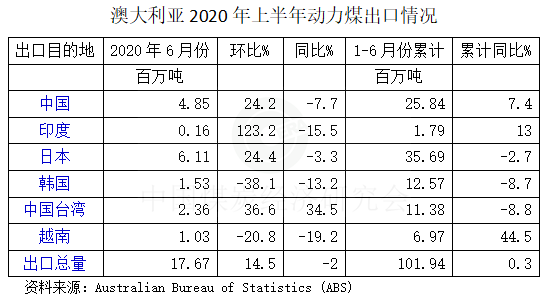 澳大利亚 2020 年上半年动力煤出口情况
出口目的地 2020 年 6 月份 环比% 同比% 1-6 月份累计 累计同比%
百万吨 百万吨
中国 4.85 24.2 -7.7 25.84 7.4
印度 0.16 123.2 -15.5 1.79 13
日本 6.11 24.4 -3.3 35.69 -2.7
韩国 1.53 -38.1 -13.2 12.57 -8.7
中国台湾 2.36 36.6 34.5 11.38 -8.8
越南 1.03 -20.8 -19.2 6.97 44.5
出口总量 17.67 14.5 -2 101.94 0.3
资料来源：Australian Bureau of Statistics (ABS)